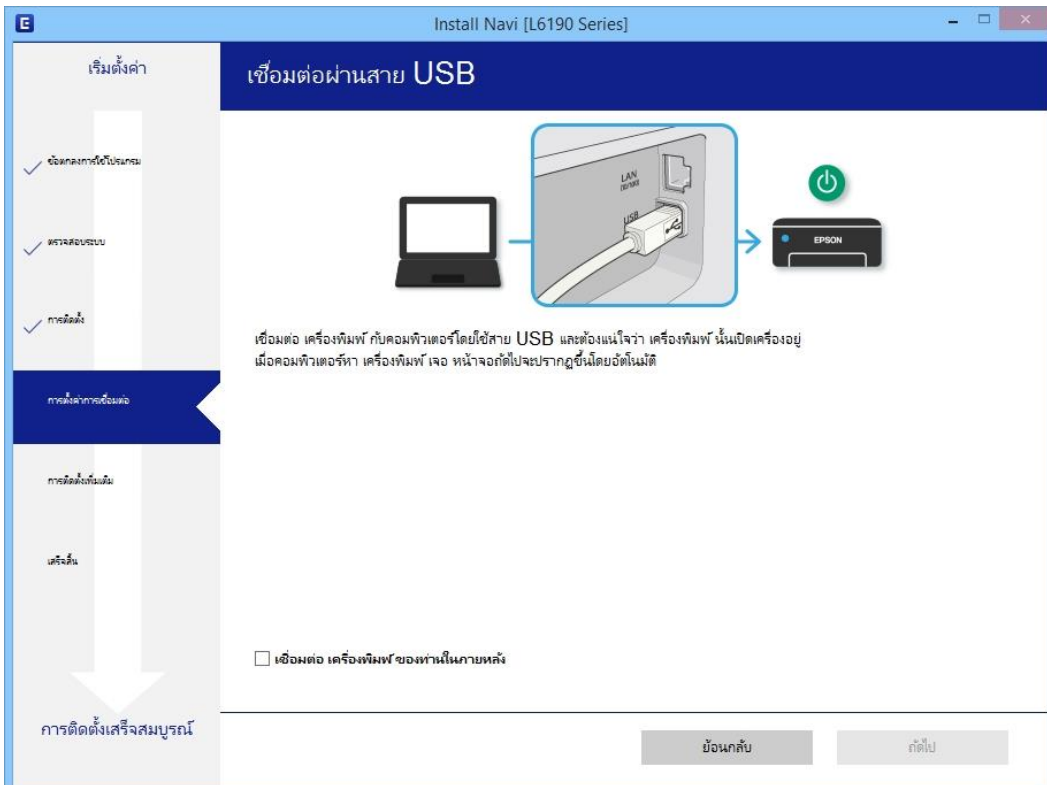 Install Navi [L6190 Series]
เริ่มตั้งค่า
เชื่อมต่อผ่านสาย USB
ข้อตกลงการใช้โปรแกรม
ตรวจสอบระบบ
การติดตั้ง
การตั้งค่าการเชื่อมต่อ
การติดตั้งเพิ่มเติม
เสร็จสิ้น
การติดตั้งเสร็จสมบูรณ์
LAN
USB
EPSON
เชื่อมต่อ เครื่องพิมพ์ กับคอมพิวเตอร์โดยใช้สาย USB และต้องแน่ใจว่า เครื่องพิมพ์ นั้นเปิดเครื่องอยู่
เมื่อคอมพิวเตอร์หา เครื่องพิมพ์ เจอ หน้าจอถัดไปจะปรากฏขึ้นโดยอัตโนมัติ
เชื่อมต่อ เครื่องพิมพ์ ของท่านในภายหลัง
ย้อนกลับ
ถัดไป